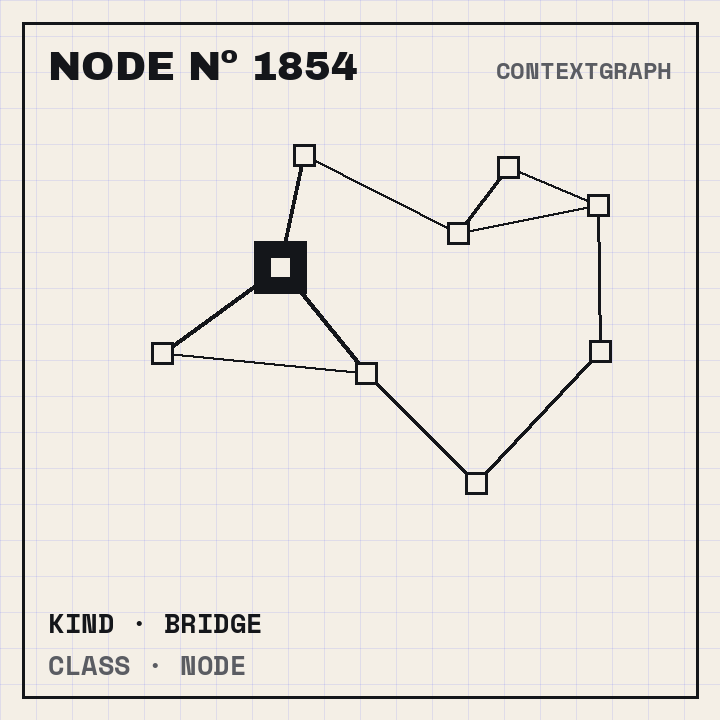 NODE Nº 1854
CONTEXTGRAPH
KIND · BRIDGE
CLASS · NODE